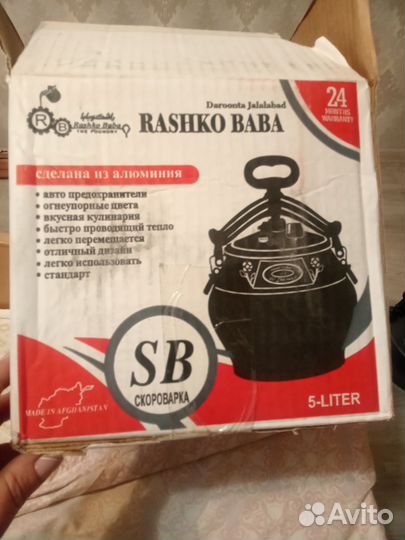 Daroonta Jalalabad
RASHKO BABA
24
MONTHS
WARRANTY
R B
Rashko Baba
THE FOUNDRY
сделана из алюминия
• авто предохранители
• огнеупорные цвета
• вкусная кулинария
• быстро проводящий тепло
• легко перемещается
• отличный дизайн
• легко использовать
• стандарт
SB
СКОРОВАРКА
MADE IN AFGHANISTAN
5-LITER
Avito